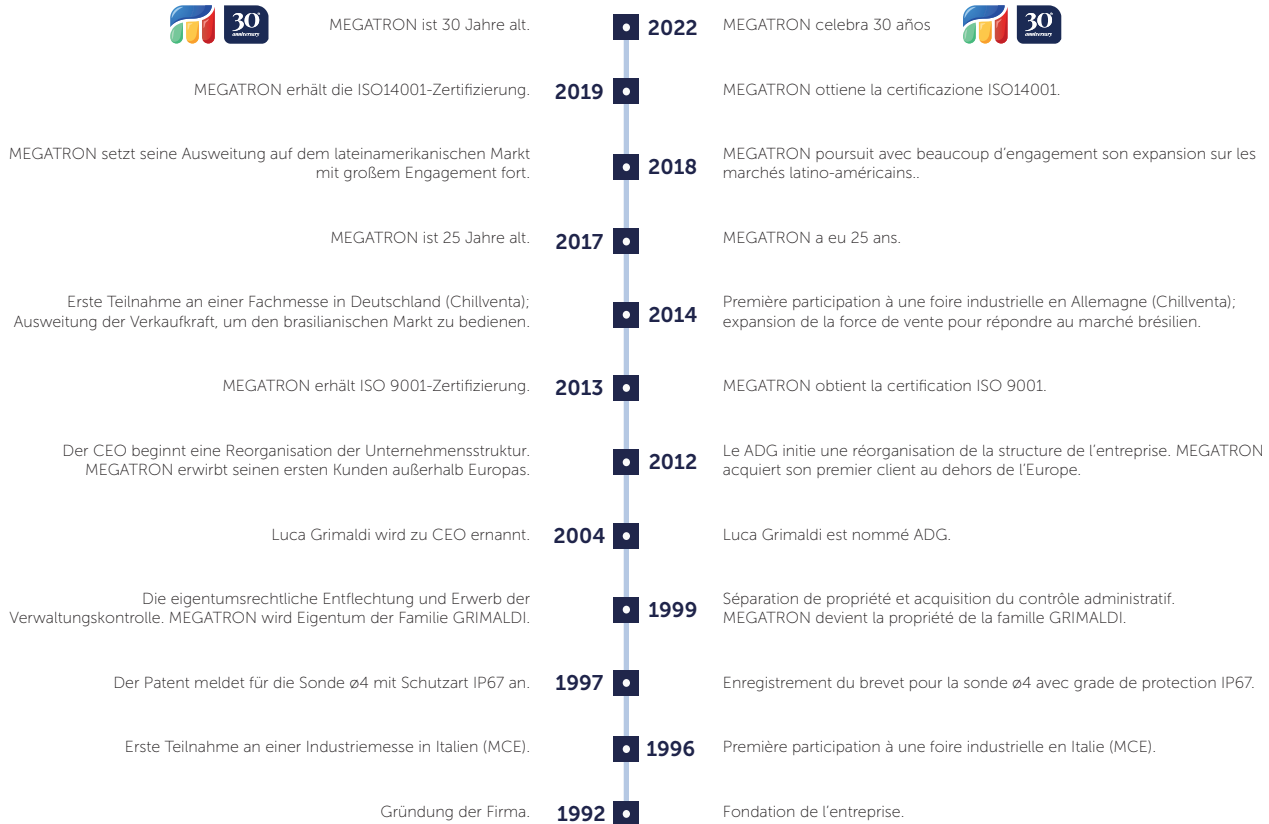 30°
anniversary
MEGATRON ist 30 Jahre alt.
2022
MEGATRON celebra 30 años
30°
anniversary
MEGATRON erhält die ISO14001-Zertifizierung.
2019
MEGATRON ottiene la certificazione ISO14001.
MEGATRON setzt seine Ausweitung auf dem lateinamerikanischen Markt
mit großem Engagement fort.
2018
MEGATRON poursuit avec beaucoup d’engagement son expansion sur les
marchés latino-américains..
MEGATRON ist 25 Jahre alt.
2017
MEGATRON a eu 25 ans.
Erste Teilnahme an einer Fachmesse in Deutschland (Chillventa);
Ausweitung der Verkaufkraft, um den brasilianischen Markt zu bedienen.
2014
Première participation à une foire industrielle en Allemagne (Chillventa);
expansion de la force de vente pour répondre au marché brésilien.
MEGATRON erhält ISO 9001-Zertifizierung.
2013
MEGATRON obtient la certification ISO 9001.
Der CEO beginnt eine Reorganisation der Unternehmensstruktur.
MEGATRON erwirbt seinen ersten Kunden außerhalb Europas.
2012
Le ADG initie une réorganisation de la structure de l’entreprise. MEGATRON
acquiert son premier client au dehors de l’Europe.
Luca Grimaldi wird zu CEO ernannt.
2004
Luca Grimaldi est nommé ADG.
Die eigentumsrechtliche Entflechtung und Erwerb der
Verwaltungskontrolle. MEGATRON wird Eigentum der Familie GRIMALDI.
1999
Séparation de propriété et acquisition du contrôle administratif.
MEGATRON devient la propriété de la famille GRIMALDI.
Der Patent meldet für die Sonde ø4 mit Schutzart IP67 an.
1997
Enregistrement du brevet pour la sonde ø4 avec grade de protection IP67.
Erste Teilnahme an einer Industriemesse in Italien (MCE).
1996
Première participation à une foire industrielle en Italie (MCE).
Gründung der Firma.
1992
Fondation de l’entreprise.